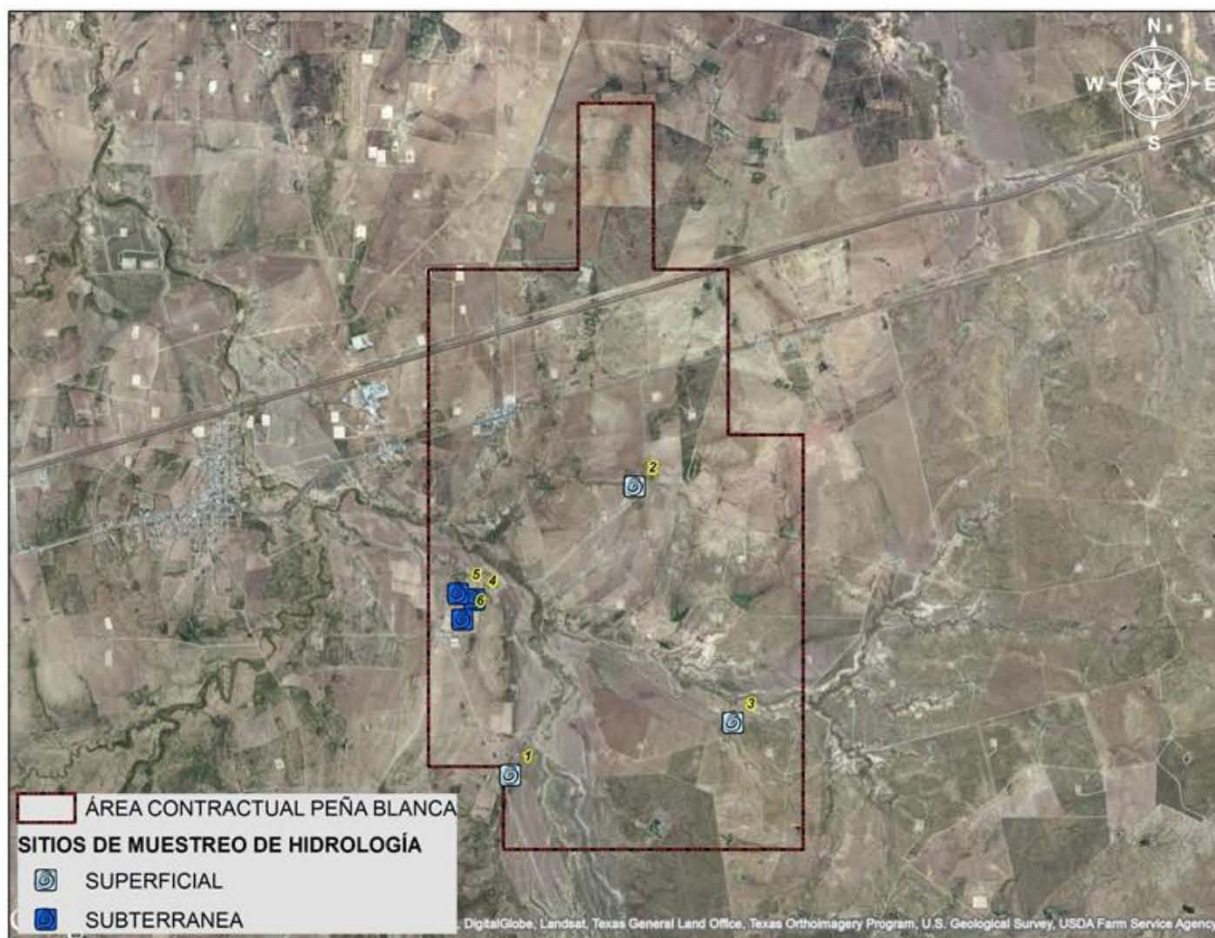 N
W E
S
2
5 4
6
3
1
ÁREA CONTRACTUAL PEÑA BLANCA
SITIOS DE MUESTREO DE HIDROLOGÍA
SUPERFICIAL
SUBTERRANEA
DigitalGlobe, Landsat, Texas General Land Office, Texas Orthoimagery Program, U.S. Geological Survey, USDA Farm Service Agency